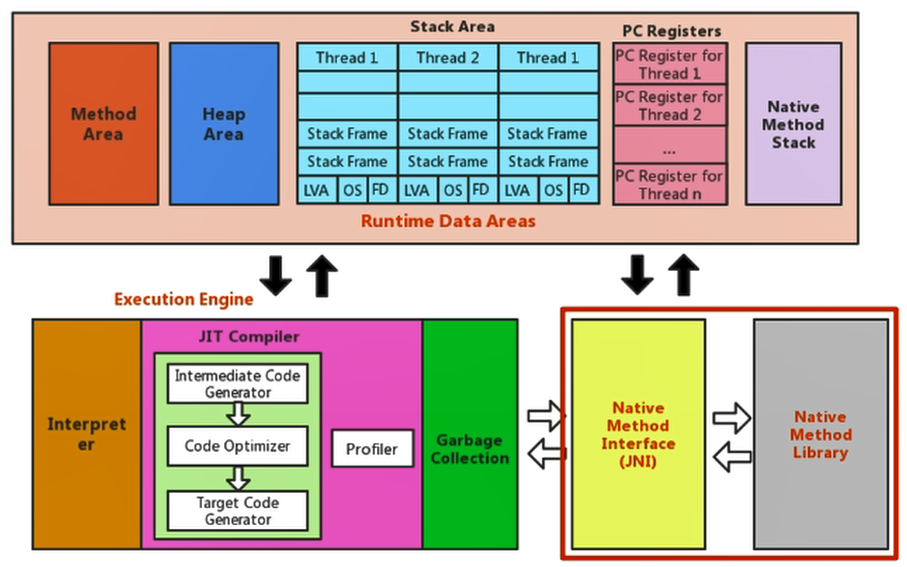 Stack Area
PC Registers
Method
Area
Heap
Area
Thread 1
Thread 2
Thread 1
Stack Frame
Stack Frame
Stack Frame
Stack Frame
Stack Frame
Stack Frame
LVA
OS
FD
LVA
OS
FD
LVA
OS
FD
PC Register for
Thread 1
PC Register for
Thread 2
...
PC Register for
Thread n
Native
Method
Stack
Runtime Data Areas
Execution Engine
Interpret
er
JIT Compiler
Intermediate Code
Generator
Code Optimizer
Target Code
Generator
Profiler
Garbage
Collection
Native
Method
Interface
(JNI)
Native
Method
Library